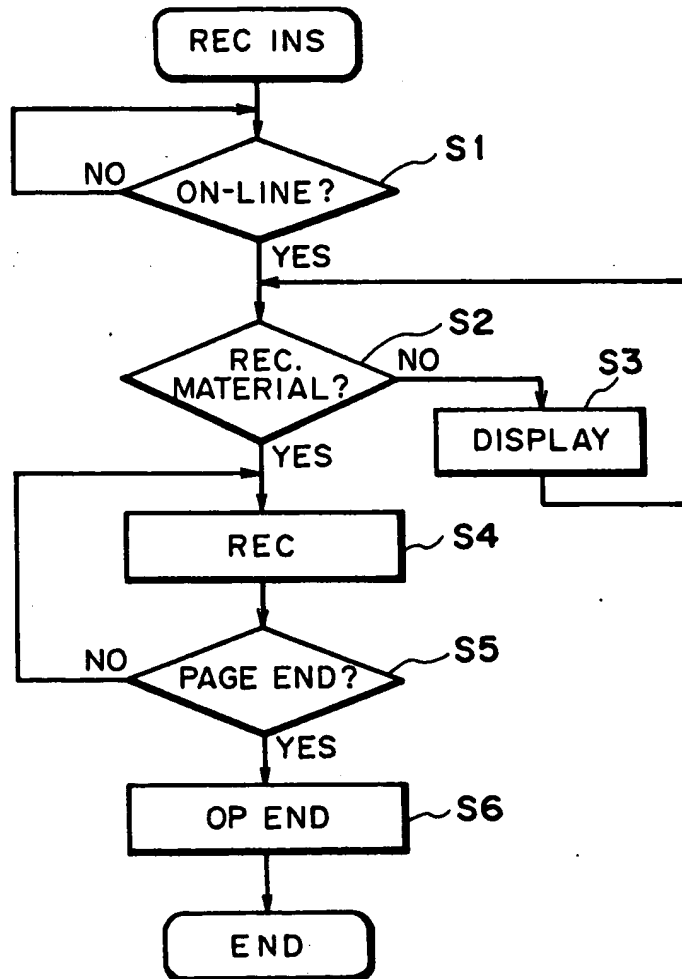 REC INS
S1
NO
ON-LINE?
YES
S2
REC.
MATERIAL?
NO
S3
DISPLAY
YES
REC
S4
NO
PAGE END?
S5
YES
OP END
S6
END